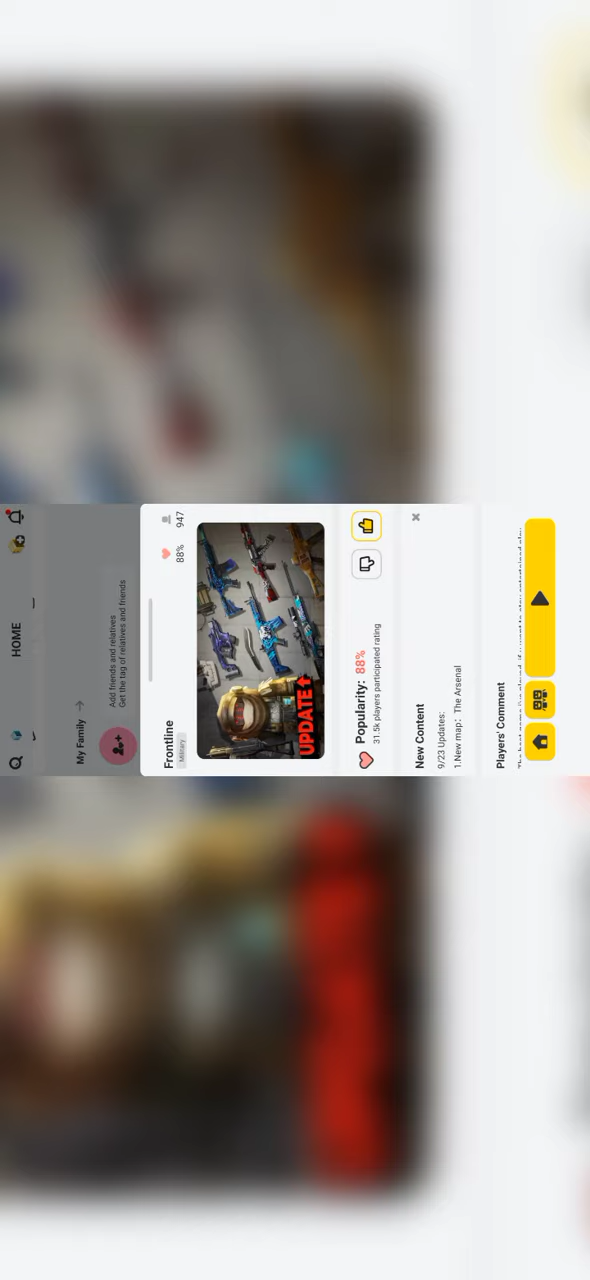 HOME
My Family
Add friends and relatives
Get the tag of relatives and friends
Frontline
Military
88%
947
UPDATE
Popularity: 88%
31.5k players participated rating
New Content
9/23 Updates:
1.New map: The Arsenal
Players' Comment